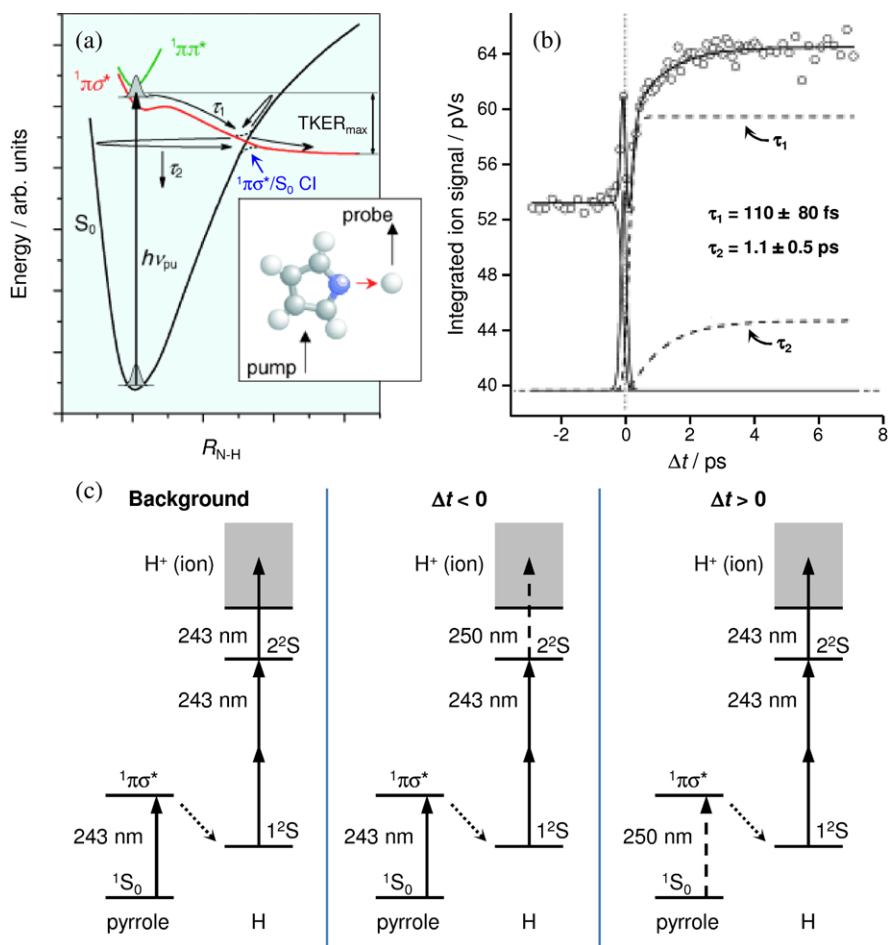 (a)
¹ππ*
¹πσ*
τ₁
TKERmax
τ₂
¹πσ*/S₀ CI
S₀
hνpu
probe
pump
Energy / arb. units
R_N-H
(b)
64
60
56
53
48
44
40
τ₁
τ₁ = 110 ± 80 fs
τ₂ = 1.1 ± 0.5 ps
τ₂
Integrated ion signal / pVs
-2 0 2 4 6 8
Δt / ps
(c)
Background
H⁺ (ion)
243 nm 2²S
243 nm
¹πσ*
243 nm 1²S
¹S₀
pyrrole H
Δt < 0
H⁺ (ion)
250 nm 2²S
243 nm
¹πσ*
243 nm 1²S
¹S₀
pyrrole H
Δt > 0
H⁺ (ion)
243 nm 2²S
243 nm
¹πσ*
250 nm 1²S
¹S₀
pyrrole H